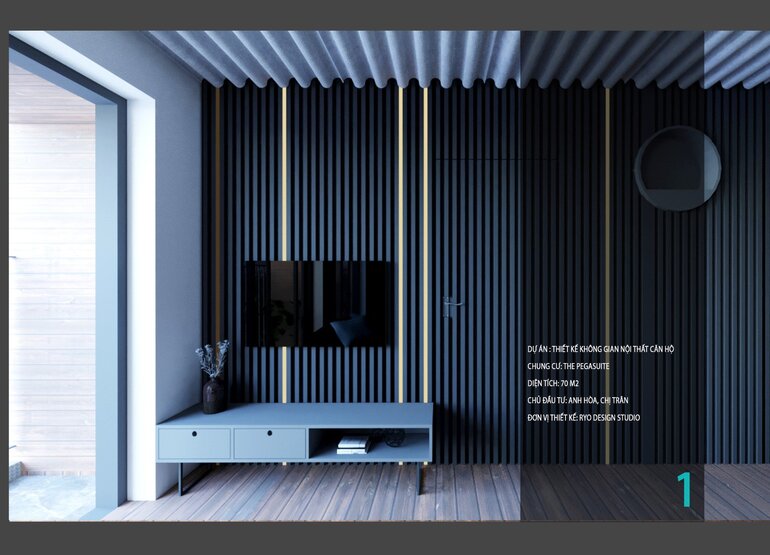 DỰ ÁN : THIẾT KẾ KHÔNG GIAN NỘI THẤT CĂN HỘ
CHUNG CƯ: THE PEGASUITE
DIỆN TÍCH: 70 M2
CHỦ ĐẦU TƯ: ANH HÒA, CHỊ TRÂN
ĐƠN VỊ THIẾT KẾ: RYO DESIGN STUDIO
1